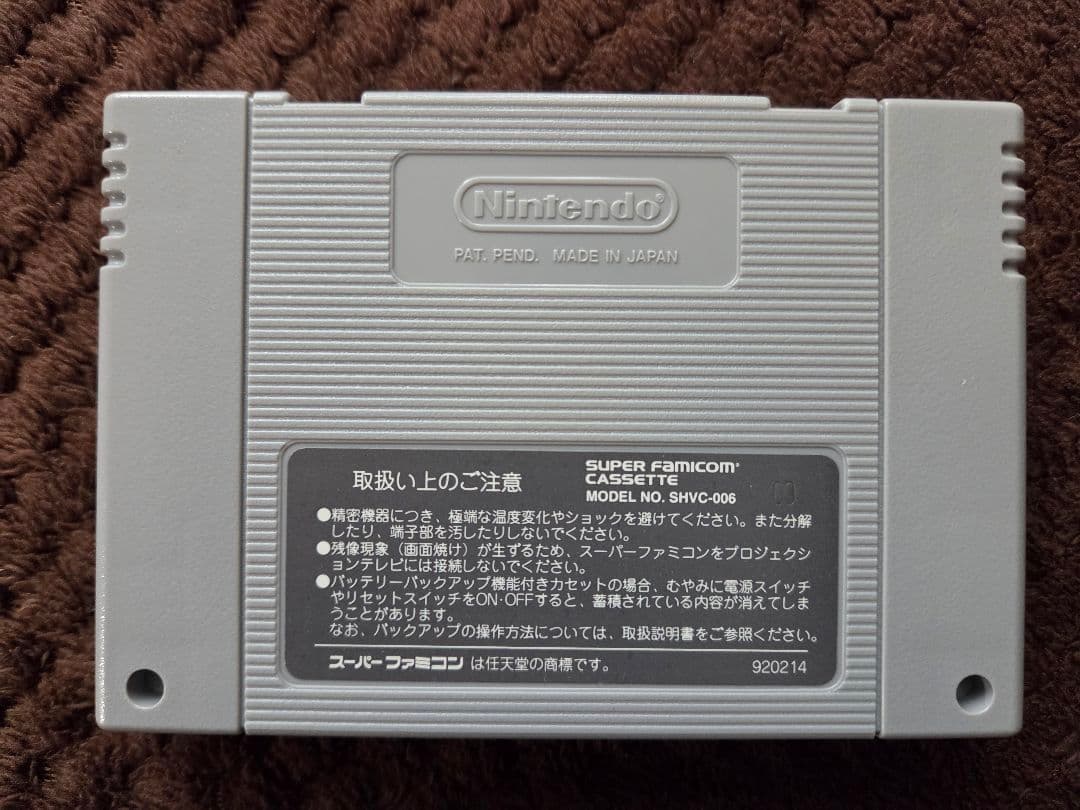 Nintendo®
PAT. PEND. MADE IN JAPAN
取扱い上のご注意
SUPER FAMICOM®
CASSETTE
MODEL NO. SHVC-006
●精密機器につき、極端な温度変化やショックを避けてください。また分解
したり、端子部を汚したりしないでください。
●残像現象（画面焼け）が生ずるため、スーパーファミコンをプロジェクシ
ョンテレビには接続しないでください。
●バッテリーバックアップ機能付きカセットの場合、むやみに電源スイッチ
やリセットスイッチをON·OFFすると、蓄積されている内容が消えてしま
うことがあります。
なお、バックアップの操作方法については、取扱説明書をご参照ください。
スーパーファミコン は任天堂の商標です。
920214